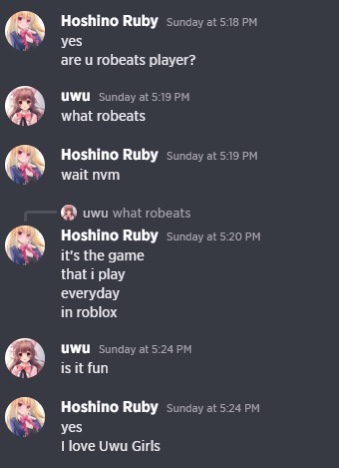 Hoshino Ruby Sunday at 5:18 PM
yes
are u robeats player?
uwu Sunday at 5:19 PM
what robeats
Hoshino Ruby Sunday at 5:19 PM
wait nvm
uwu what robeats
Hoshino Ruby Sunday at 5:20 PM
it's the game
that i play
everyday
in roblox
uwu Sunday at 5:24 PM
is it fun
Hoshino Ruby Sunday at 5:24 PM
yes
I love Uwu Girls